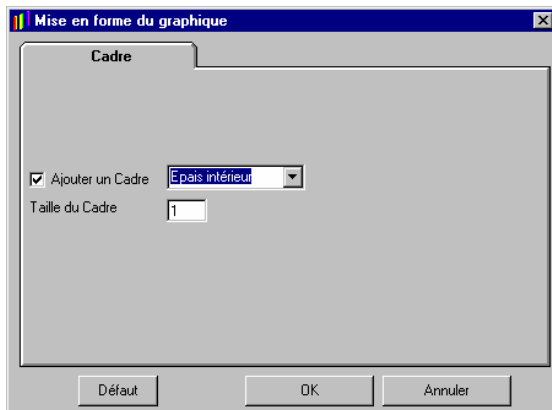 Mise en forme du graphique
Cadre
Ajouter un Cadre Epais intérieur
Taille du Cadre 1
Défaut OK Annuler